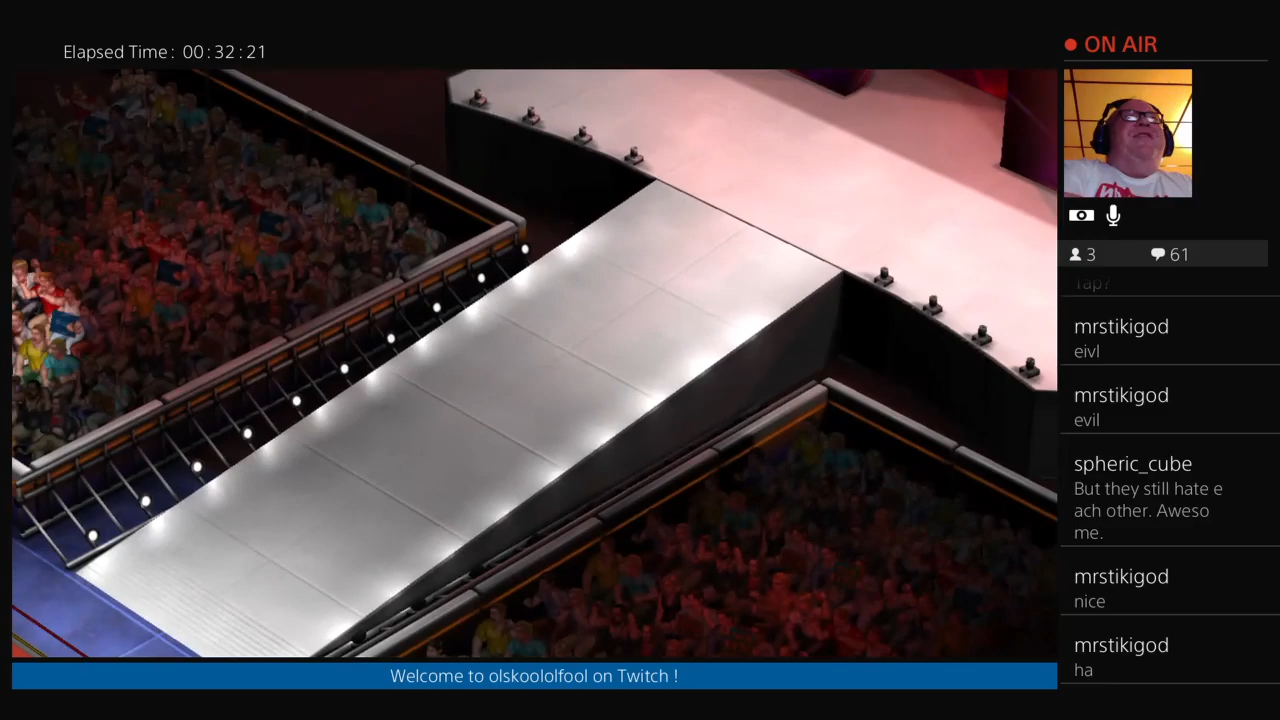 Elapsed Time: 00:32:21
ON AIR
3 61
Tap?
mrstikigod
eivl
mrstikigod
evil
spheric_cube
But they still hate e
ach other. Aweso
me.
mrstikigod
nice
mrstikigod
ha
Welcome to olskoololfool on Twitch !